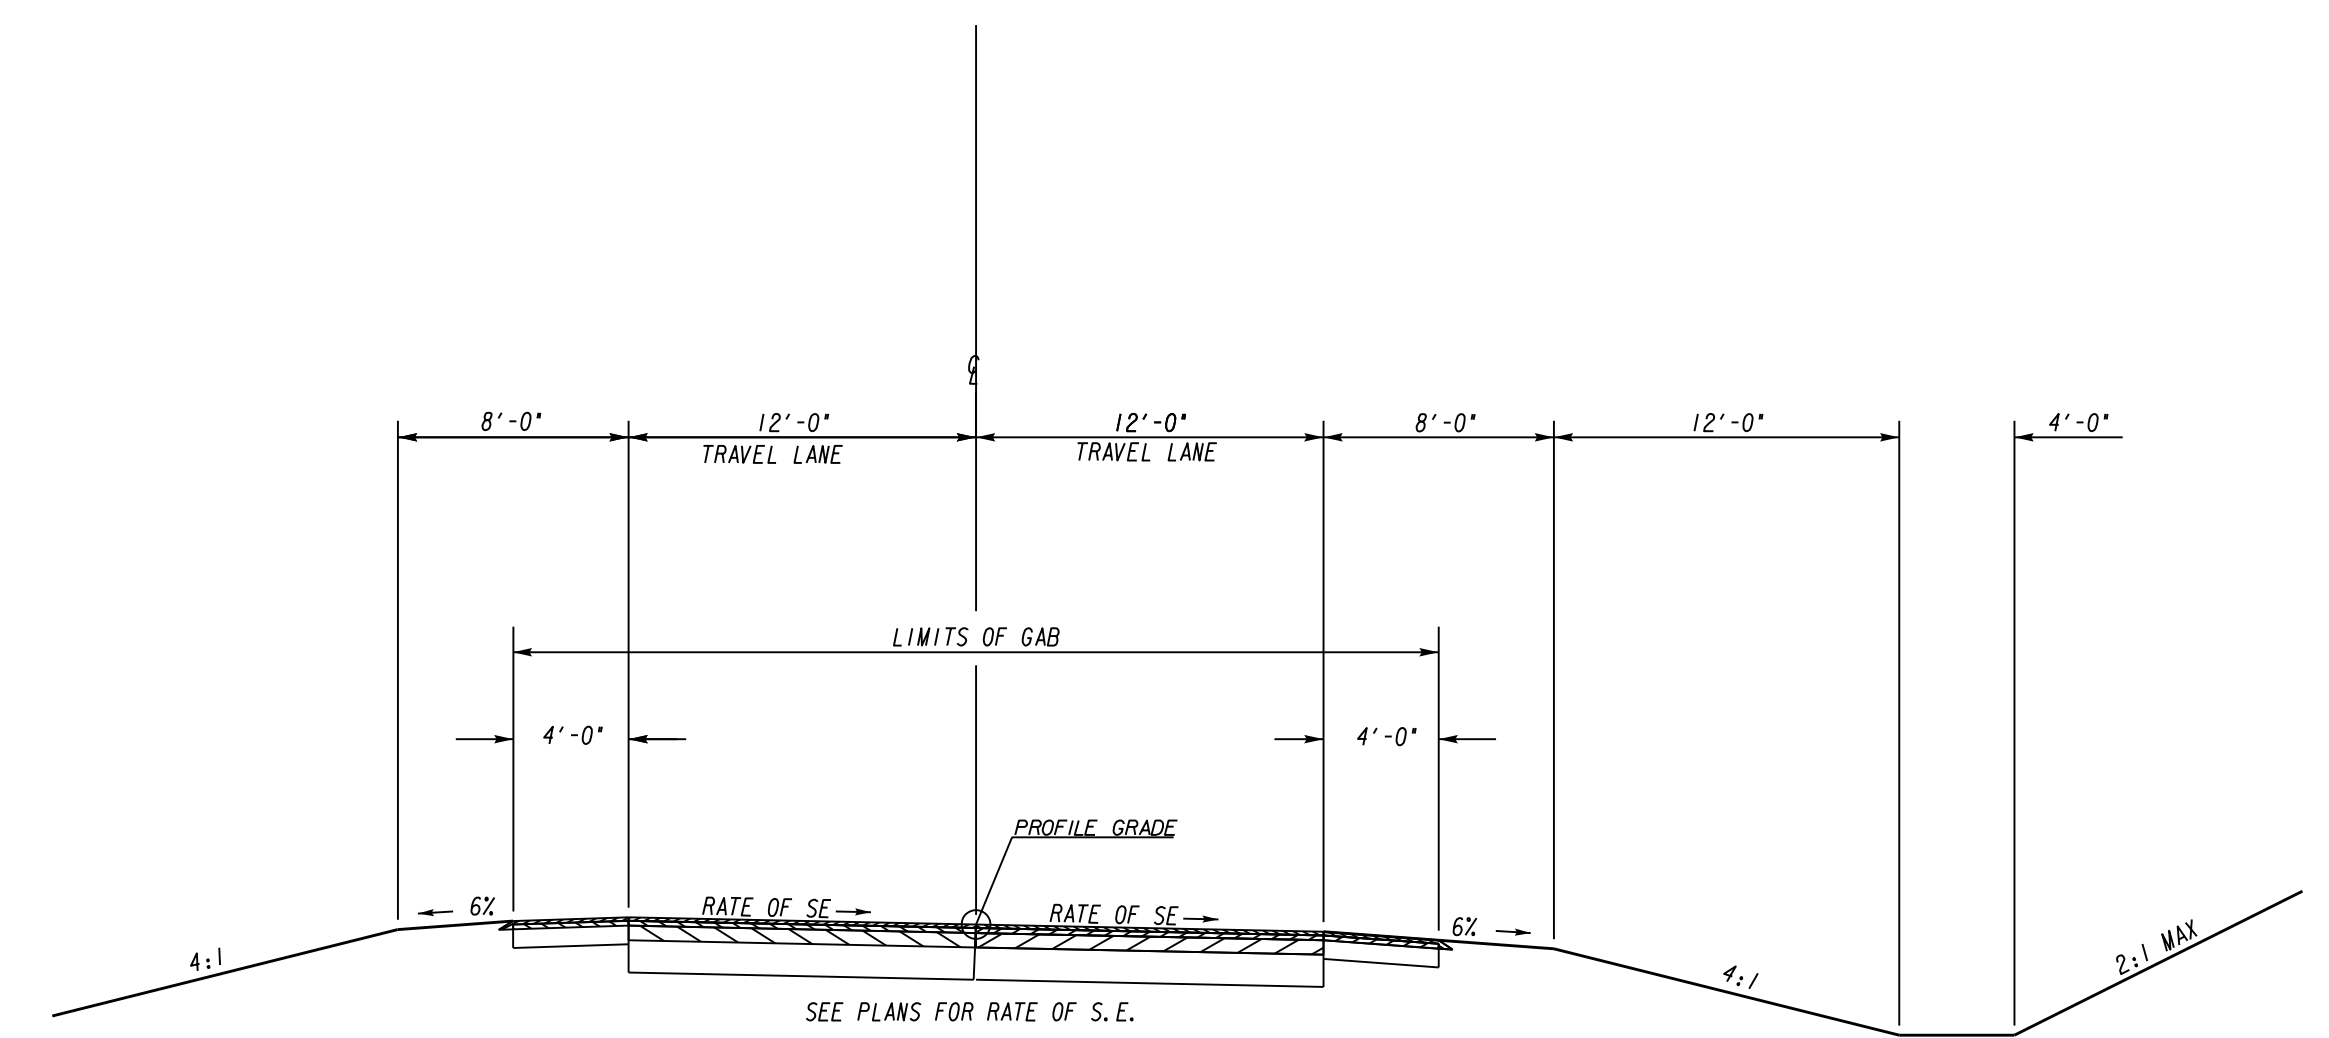 ℄
8'-0" 12'-0" 12'-0" 8'-0" 12'-0" 4'-0"
TRAVEL LANE TRAVEL LANE
LIMITS OF GAB
4'-0" 4'-0"
PROFILE GRADE
6% RATE OF SE RATE OF SE 6%
4:1 4:1 2:1 MAX
SEE PLANS FOR RATE OF S.E.